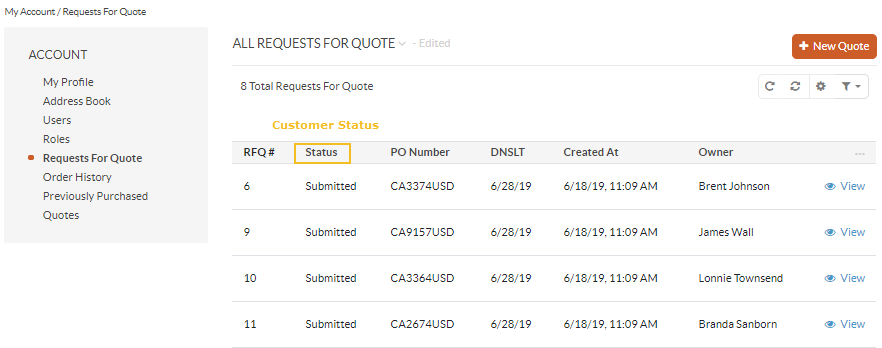 My Account / Requests For Quote
ACCOUNT
My Profile
Address Book
Users
Roles
Requests For Quote
Order History
Previously Purchased
Quotes
ALL REQUESTS FOR QUOTE - Edited
+ New Quote
8 Total Requests For Quote
Customer Status
RFQ # Status PO Number DNSLT Created At Owner ...
6 Submitted CA3374USD 6/28/19 6/18/19, 11:09 AM Brent Johnson View
9 Submitted CA9157USD 6/28/19 6/18/19, 11:09 AM James Wall View
10 Submitted CA3364USD 6/28/19 6/18/19, 11:09 AM Lonnie Townsend View
11 Submitted CA2674USD 6/28/19 6/18/19, 11:09 AM Branda Sanborn View